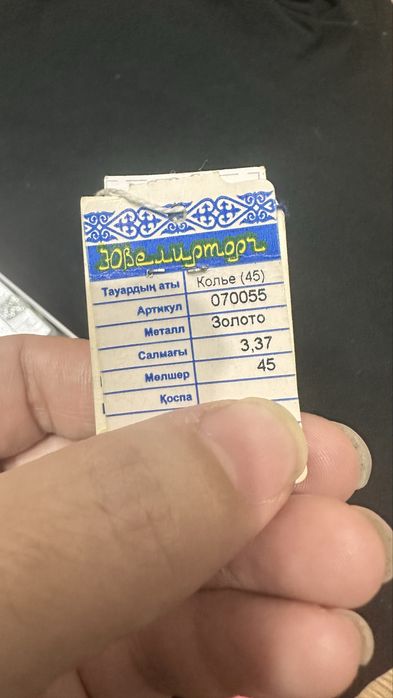 Ювелирторг
Тауардың аты Колье (45)
Артикул 070055
Металл Золото
Салмағы 3,37
Мөлшер 45
Қоспа